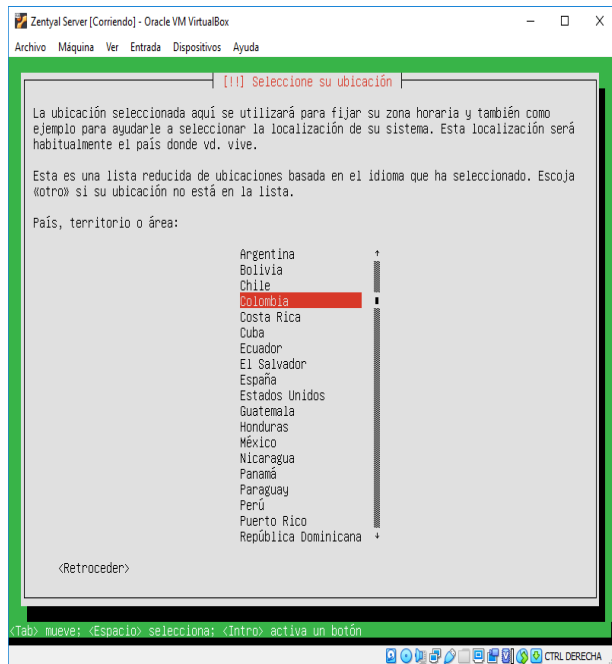 Zentyal Server [Corriendo] - Oracle VM VirtualBox
Archivo Máquina Ver Entrada Dispositivos Ayuda
[!!] Seleccione su ubicación
La ubicación seleccionada aquí se utilizará para fijar su zona horaria y también como
ejemplo para ayudarle a seleccionar la localización de su sistema. Esta localización será
habitualmente el país donde vd. vive.
Esta es una lista reducida de ubicaciones basada en el idioma que ha seleccionado. Escoja
«otro» si su ubicación no está en la lista.
País, territorio o área:
Argentina
Bolivia
Chile
Colombia
Costa Rica
Cuba
Ecuador
El Salvador
España
Estados Unidos
Guatemala
Honduras
México
Nicaragua
Panamá
Paraguay
Perú
Puerto Rico
República Dominicana
<Retroceder>
<Tab> mueve; <Espacio> selecciona; <Intro> activa un botón
CTRL DERECHA